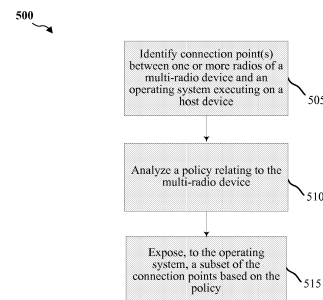 500
Identify connection point(s)
between one or more radios of a
multi-radio device and an
operating system executing on a
host device
505
Analyze a policy relating to the
multi-radio device
510
Expose, to the operating
system, a subset of the
connection points based on the
policy
515